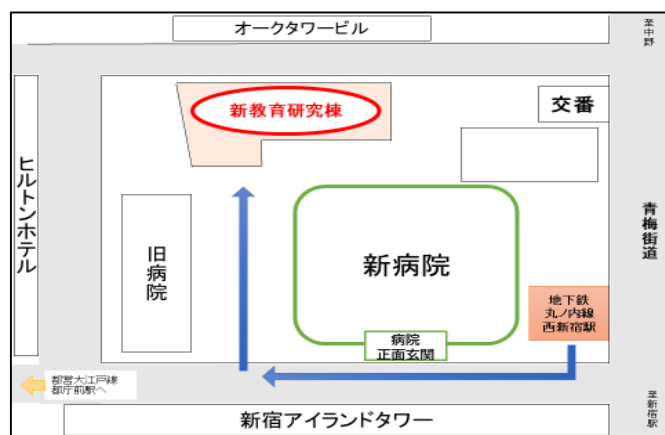 オークタワービル
至中野
新教育研究棟
交番
ヒルトンホテル
旧病院
新病院
青梅街道
地下鉄
丸ノ内線
西新宿駅
病院
正面玄関
都営大江戸線
都庁前駅へ
至新宿駅
新宿アイランドタワー